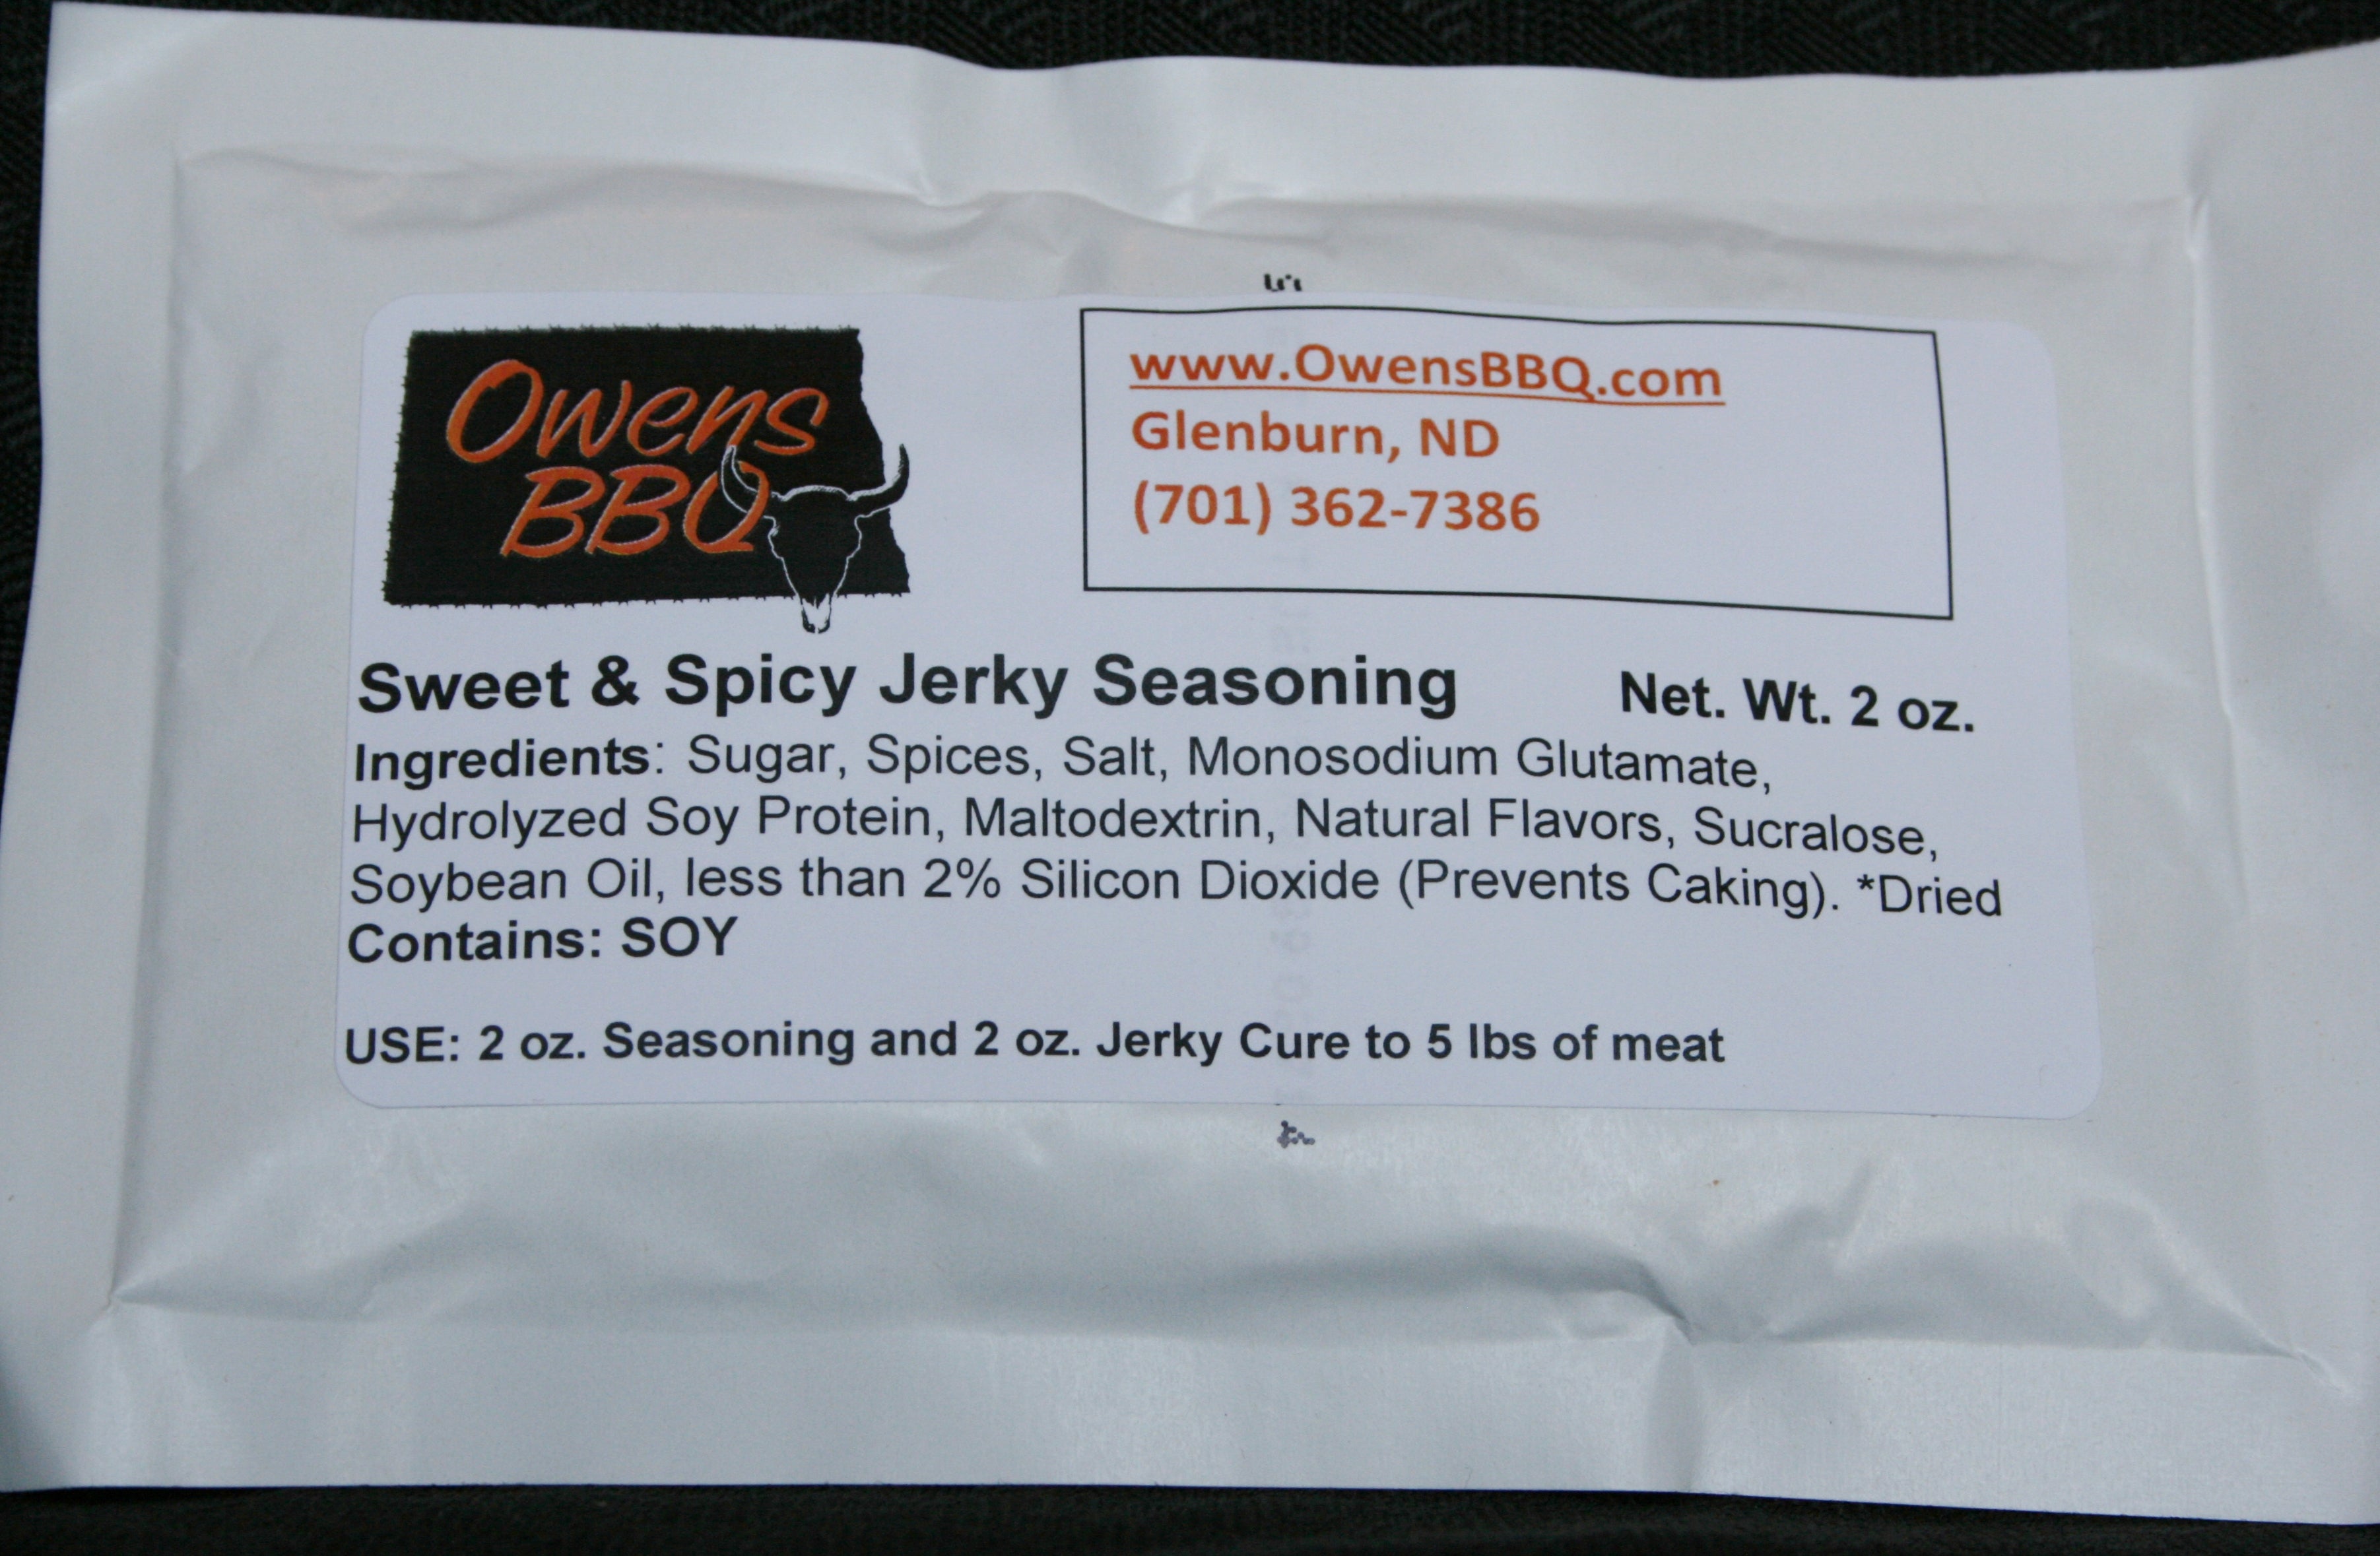 Owens
BBQ
www.OwensBBQ.com
Glenburn, ND
(701) 362-7386
Sweet & Spicy Jerky Seasoning Net. Wt. 2 oz.
Ingredients: Sugar, Spices, Salt, Monosodium Glutamate,
Hydrolyzed Soy Protein, Maltodextrin, Natural Flavors, Sucralose,
Soybean Oil, less than 2% Silicon Dioxide (Prevents Caking). *Dried
Contains: SOY
USE: 2 oz. Seasoning and 2 oz. Jerky Cure to 5 lbs of meat